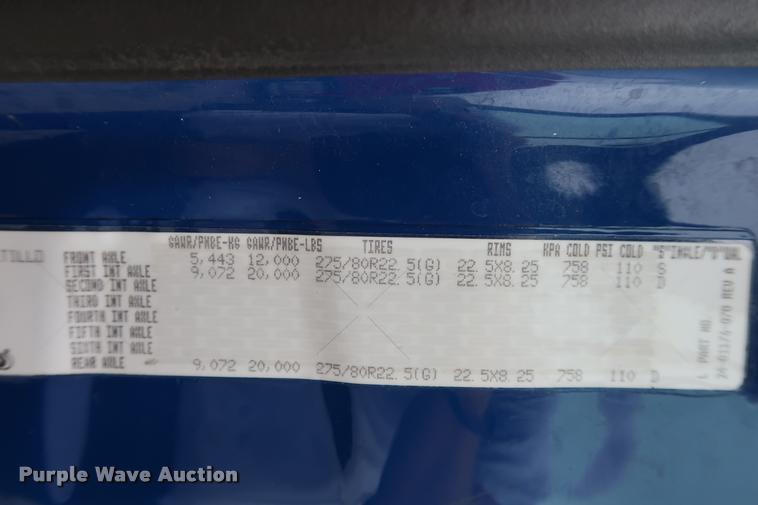 GAWR/PNBE-KG GAWR/PNBE-LBS TIRES RIMS KPA COLD PSI COLD "S"INGLE/"D"UAL
FRONT AXLE 5,443 12,000 275/80R22.5(G) 22.5X8.25 758 110 S
FIRST INT AXLE 9,072 20,000 275/80R22.5(G) 22.5X8.25 758 110 D
SECOND INT AXLE
THIRD INT AXLE
FOURTH INT AXLE
FIFTH INT AXLE
SIXTH INT AXLE
REAR AXLE 9,072 20,000 275/80R22.5(G) 22.5X8.25 758 110 D
PART NO.
REV A
Purple Wave Auction